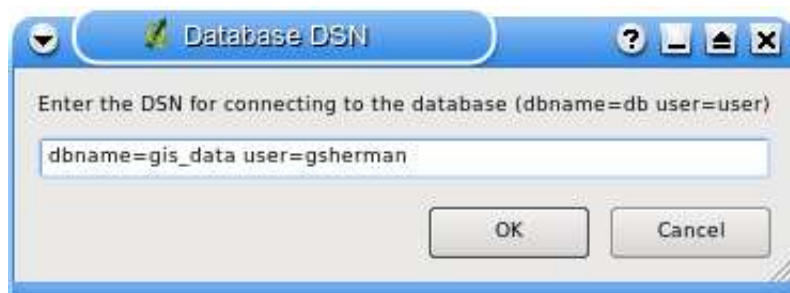 Database DSN
Enter the DSN for connecting to the database (dbname=db user=user)
dbname=gis_data user=gsherman
OK Cancel